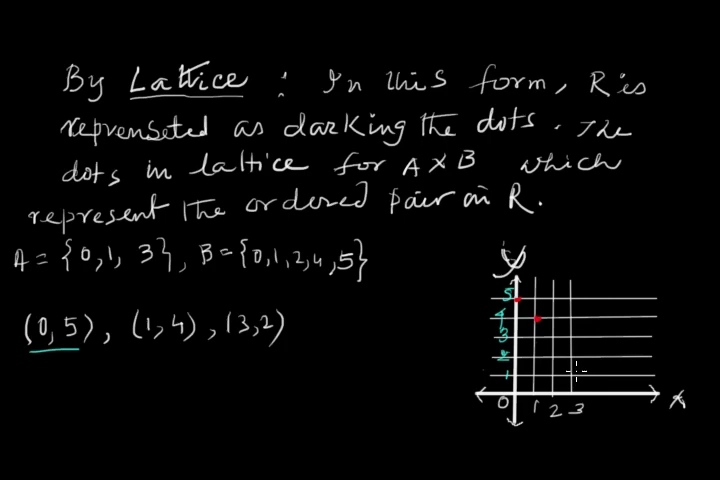 By Lattice : In this form, R is
reprenseted as darking the dots. The
dots in lattice for A X B which
represent the ordered pair in R.
A = {0, 1, 3}, B = {0, 1, 2, 4, 5}
(0, 5), (1, 4), (3, 2)
y
5
4
3
2
1
0 1 2 3 x